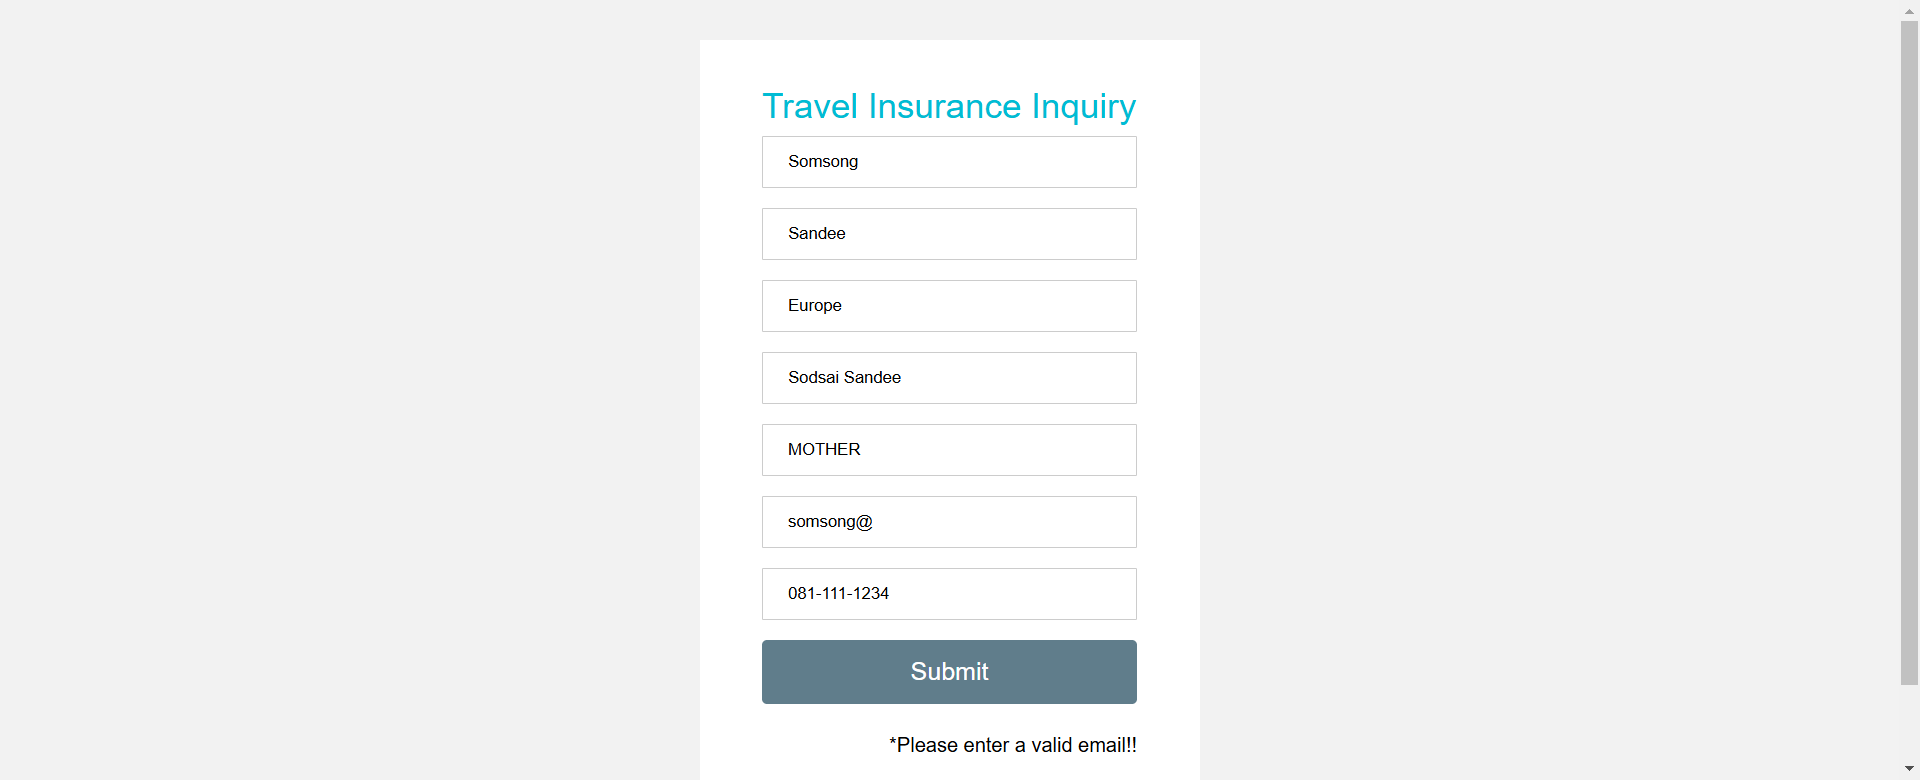 Travel Insurance Inquiry
Somsong
Sandee
Europe
Sodsai Sandee
MOTHER
somsong@
081-111-1234
Submit
*Please enter a valid email!!